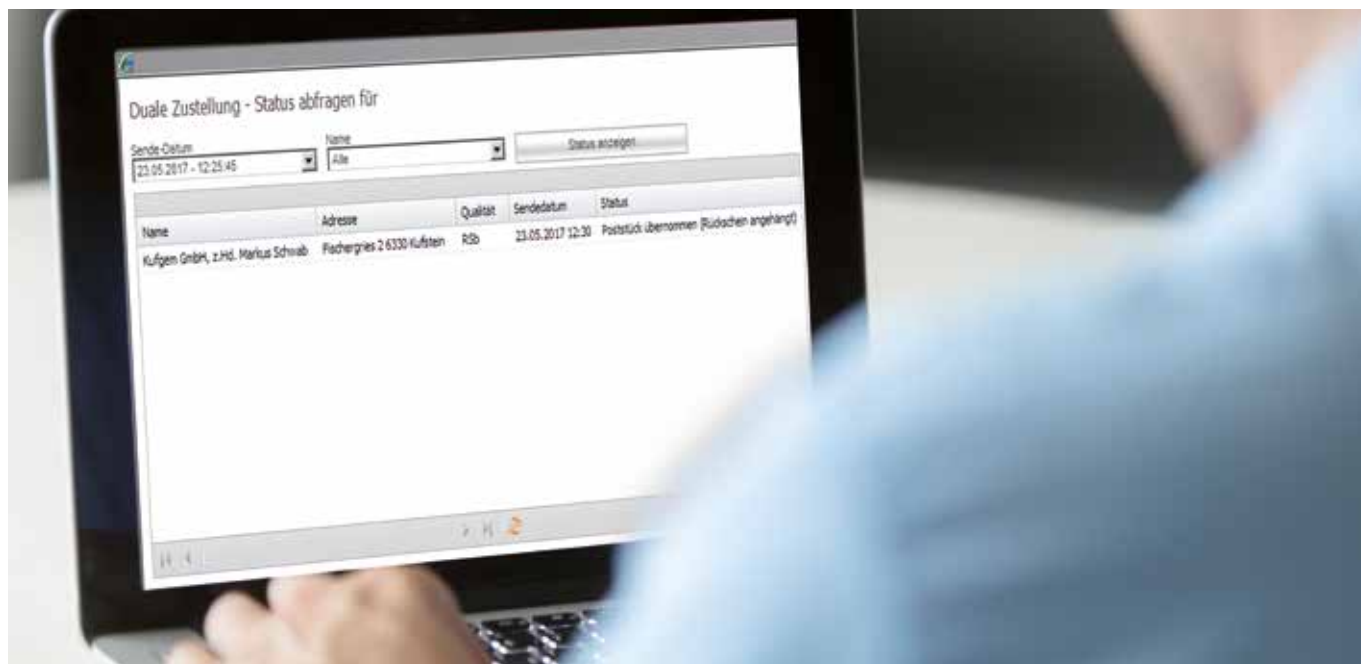 Duale Zustellung - Status abfragen für
Sende-Datum Name
23.05.2017 - 12:25:45 Alle Status anzeigen
Name Adresse Qualität Sendedatum Status
Kufgem GmbH, z.Hd. Markus Schwab Fischergries 2 6330 Kufstein RSb 23.05.2017 12:30 Poststück übernommen (Rückschein angehängt)